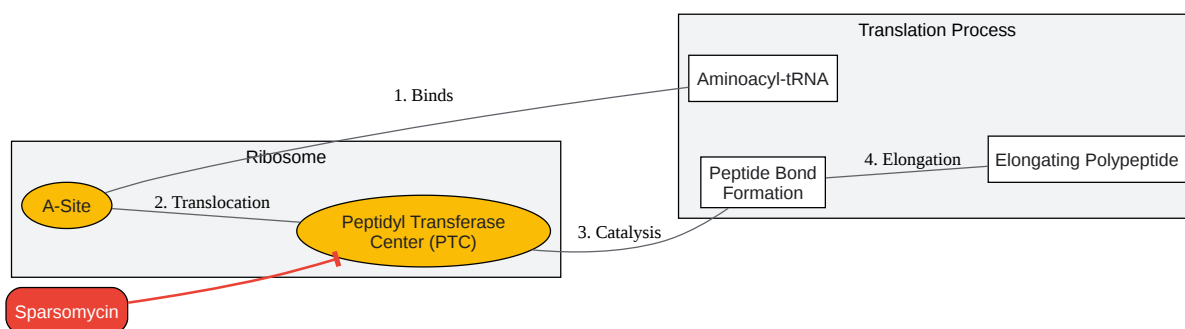 Translation Process
Aminoacyl-tRNA
1. Binds
Ribosome
A-Site
2. Translocation
Peptidyl Transferase
Center (PTC)
3. Catalysis
Peptide Bond
Formation
4. Elongation
Elongating Polypeptide
Sparsomycin